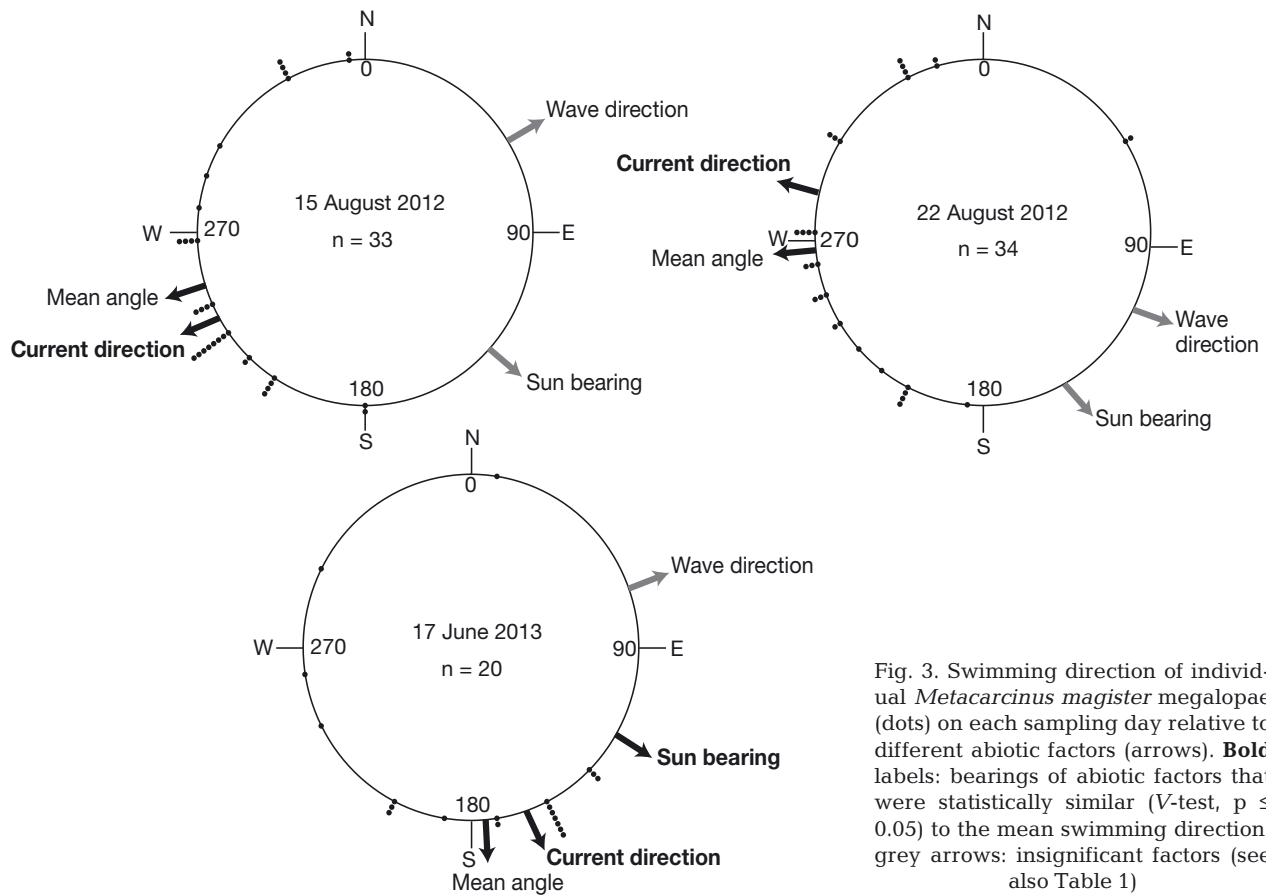 N
0
Wave direction
15 August 2012
n = 33
W
270
90
E
Mean angle
Current direction
Sun bearing
180
S
N
0
Current direction
22 August 2012
n = 34
W
270
90
E
Mean angle
Wave
direction
Sun bearing
180
S
N
0
Wave direction
17 June 2013
n = 20
W
270
90
E
Sun bearing
180
S
Current direction
Mean angle
Fig. 3. Swimming direction of individ-
ual Metacarcinus magister megalopae
(dots) on each sampling day relative to
different abiotic factors (arrows). Bold
labels: bearings of abiotic factors that
were statistically similar (V-test, p ≤
0.05) to the mean swimming direction
grey arrows: insignificant factors (see
also Table 1)